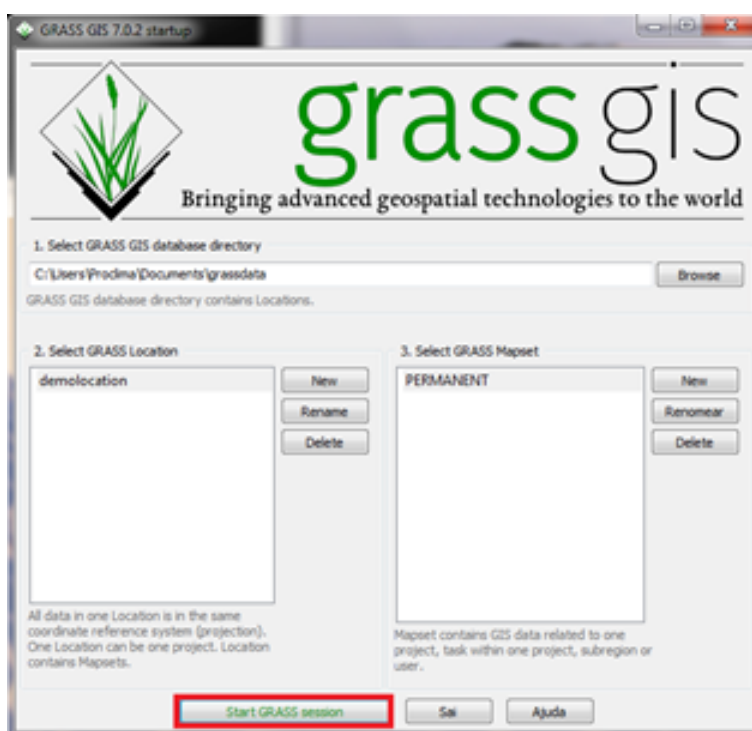 GRASS GIS 7.0.2 startup
grass gis
Bringing advanced geospatial technologies to the world
1. Select GRASS GIS database directory
C:\Users\Prodima\Documents\grassdata
Browse
GRASS GIS database directory contains Locations.
2. Select GRASS Location
demolocation
New
Rename
Delete
All data in one Location is in the same
coordinate reference system (projection).
One Location can be one project. Location
contains Mapsets.
3. Select GRASS Mapset
PERMANENT
New
Renomear
Delete
Mapset contains GIS data related to one
project, task within one project, subregion or
user.
Start GRASS session
Sai
Ajuda